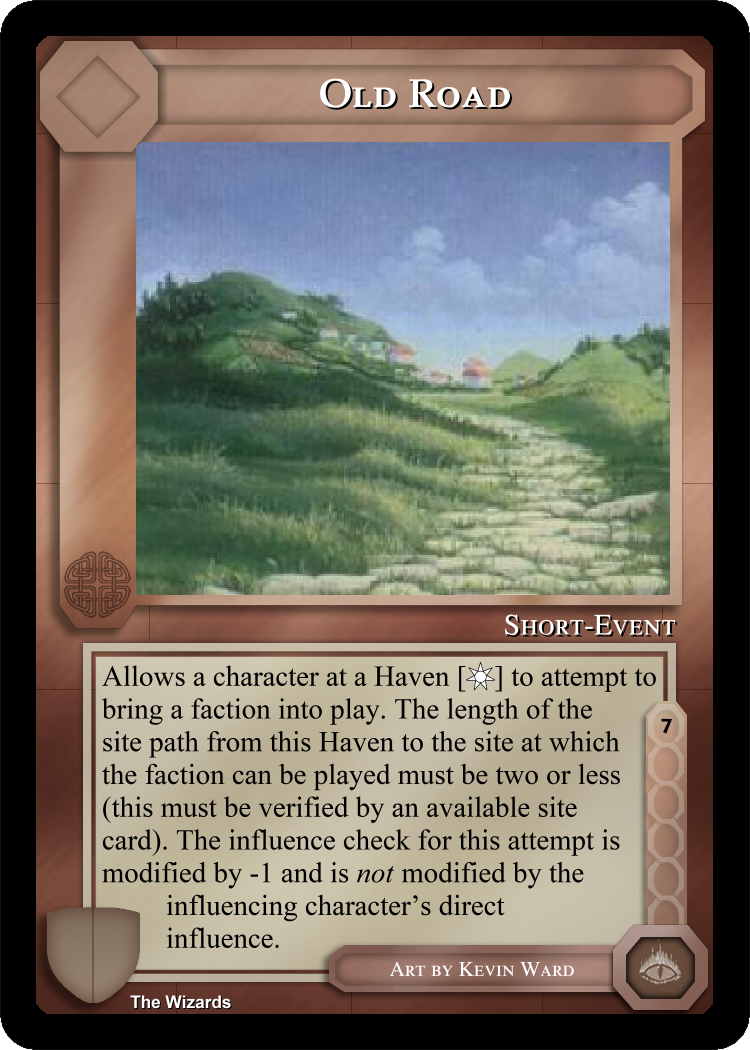 Old Road
Short-Event
Allows a character at a Haven [☼] to attempt to
bring a faction into play. The length of the
site path from this Haven to the site at which
the faction can be played must be two or less
(this must be verified by an available site
card). The influence check for this attempt is
modified by -1 and is not modified by the
influencing character’s direct
influence.
7
Art by Kevin Ward
The Wizards